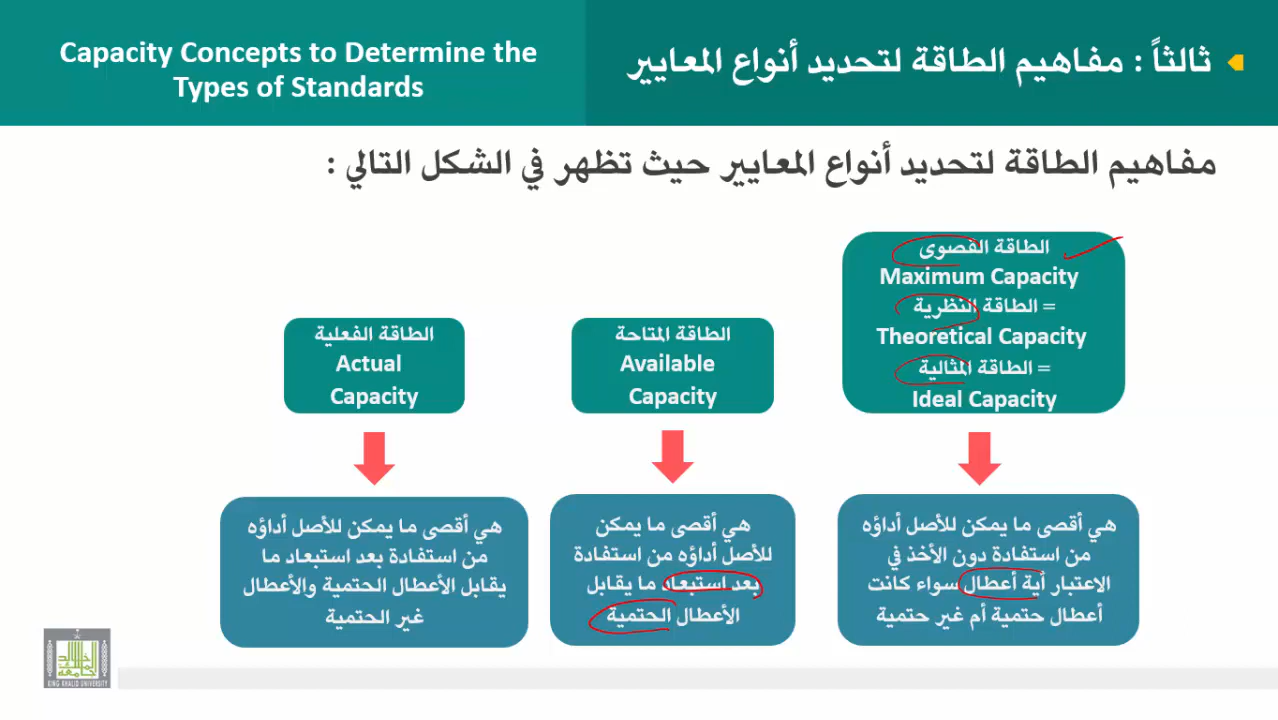 Capacity Concepts to Determine the
Types of Standards
ثالثاً : مفاهيم الطاقة لتحديد أنواع المعايير
مفاهيم الطاقة لتحديد أنواع المعايير حيث تظهر في الشكل التالي :
الطاقة القصوى
Maximum Capacity
= الطاقة النظرية
Theoretical Capacity
= الطاقة المثالية
Ideal Capacity
الطاقة المتاحة
Available
Capacity
الطاقة الفعلية
Actual
Capacity
هي أقصى ما يمكن للأصل أداؤه
من استفادة دون الأخذ في
الاعتبار أية أعطال سواء كانت
أعطال حتمية أم غير حتمية
هي أقصى ما يمكن
للأصل أداؤه من استفادة
بعد استبعاد ما يقابل
الأعطال الحتمية
هي أقصى ما يمكن للأصل أداؤه
من استفادة بعد استبعاد ما
يقابل الأعطال الحتمية والأعطال
غير الحتمية
KING KHALID UNIVERSITY